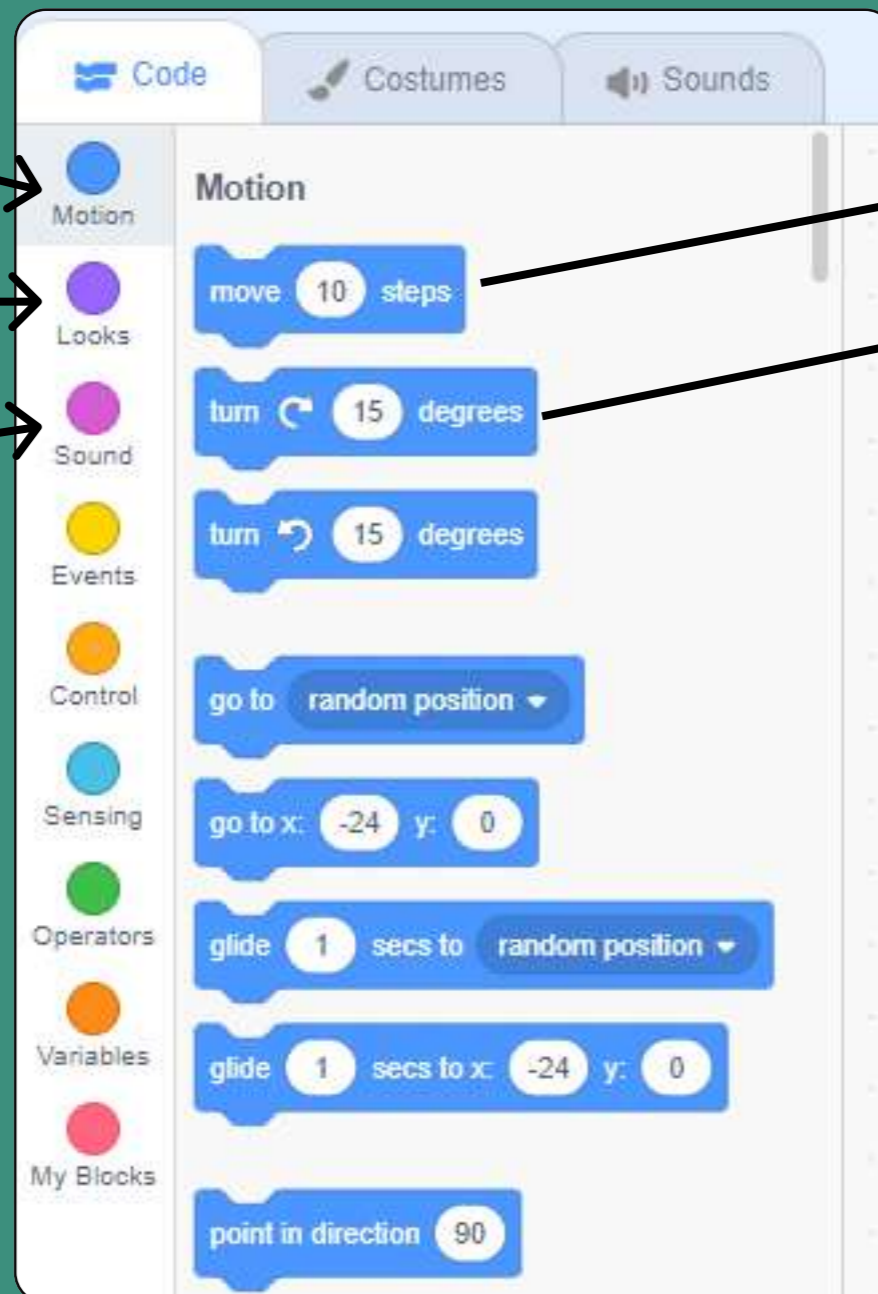 Code
Costumes
Sounds
Motion
Looks
Sound
Events
Control
Sensing
Operators
Variables
My Blocks
Motion
move 10 steps
turn 15 degrees
turn 15 degrees
go to random position
go to x: -24 y: 0
glide 1 secs to random position
glide 1 secs to x: -24 y: 0
point in direction 90